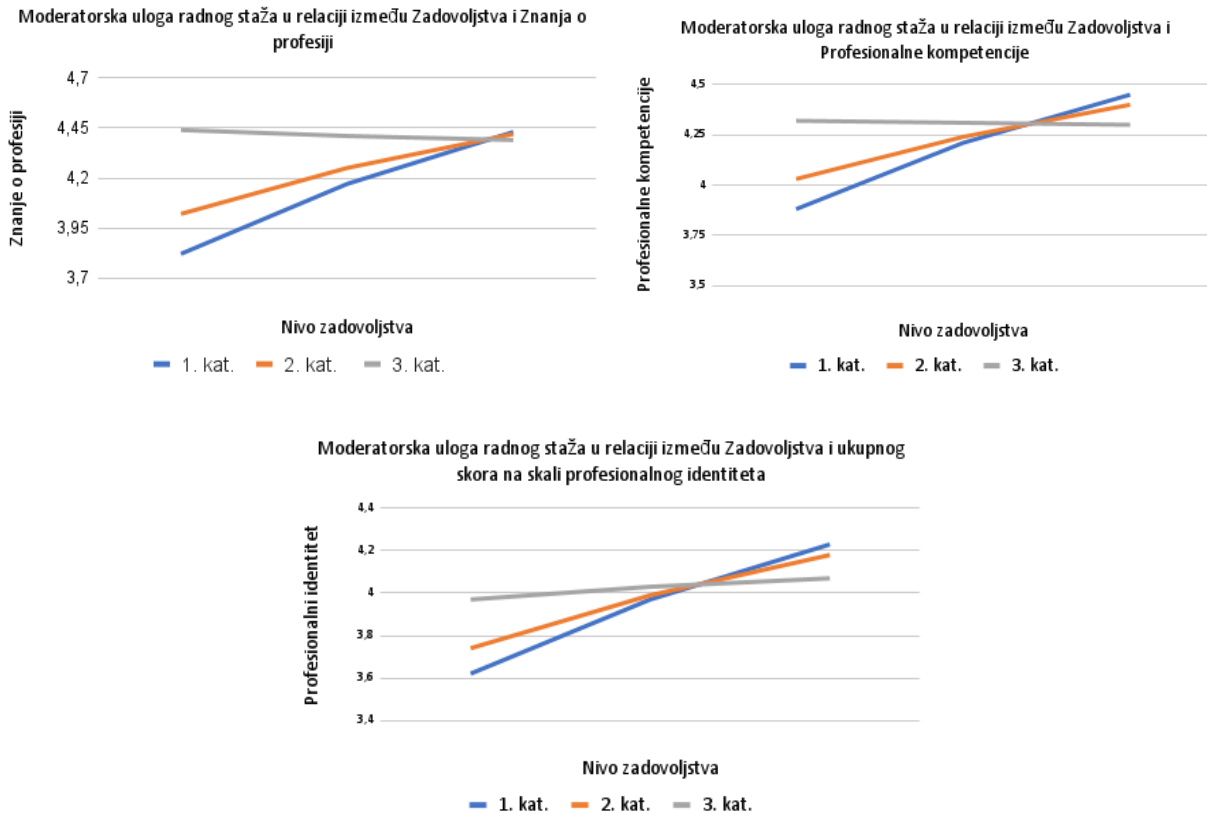 Moderatorska uloga radnog staža u relaciji između Zadovoljstva i Znanja o
profesiji
Znanje o profesiji
4,7
4,45
4,2
3,95
3,7
Nivo zadovoljstva
1. kat. 2. kat. 3. kat.
Moderatorska uloga radnog staža u relaciji između Zadovoljstva i
Profesionalne kompetencije
Profesionalne kompetencije
4,5
4,25
4
3,75
3,5
Nivo zadovoljstva
1. kat. 2. kat. 3. kat.
Moderatorska uloga radnog staža u relaciji između Zadovoljstva i ukupnog
skora na skali profesionalnog identiteta
Profesionalni identitet
4,4
4,2
4
3,8
3,6
3,4
Nivo zadovoljstva
1. kat. 2. kat. 3. kat.